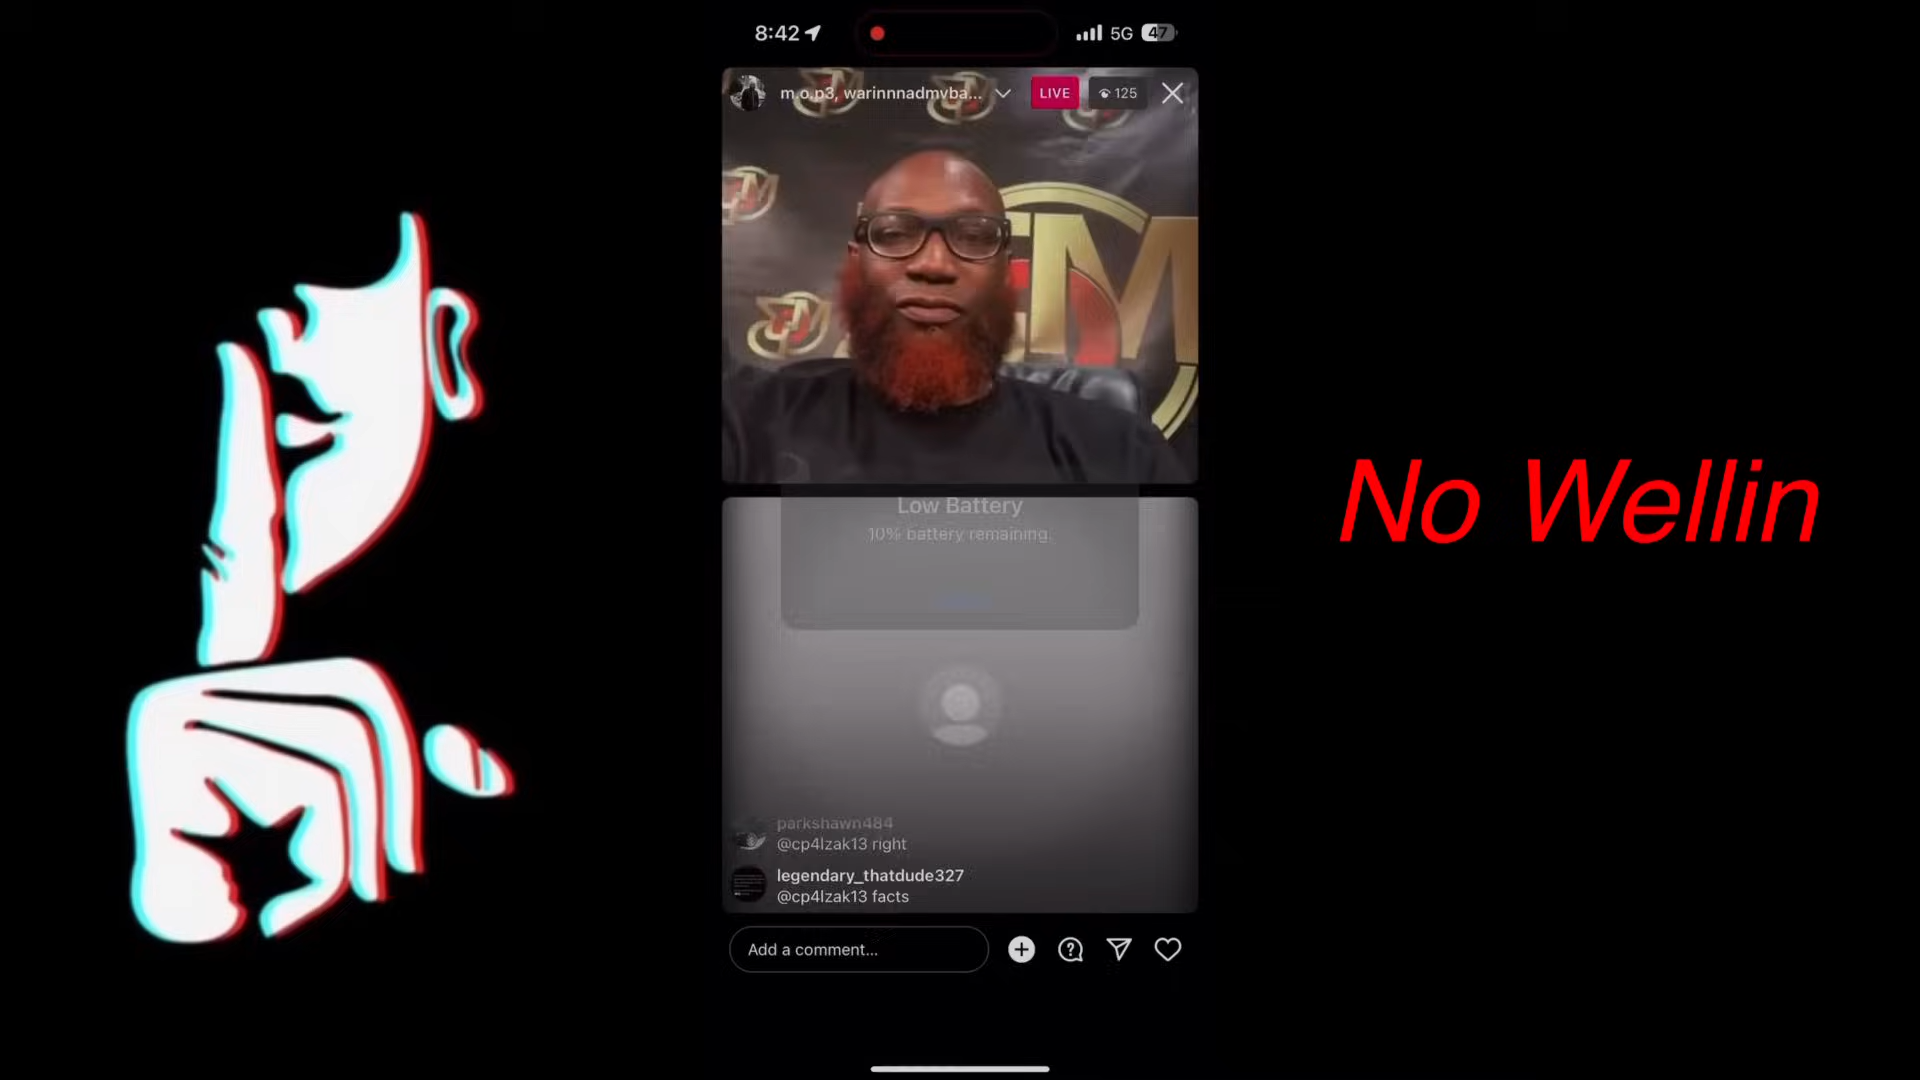 8:42
5G 47
m.o.p3, warinnnadmvba...
LIVE
125
Low Battery
10% battery remaining.
parkshawn484
@cp4lzak13 right
legendary_thatdude327
@cp4lzak13 facts
Add a comment...
No Wellin